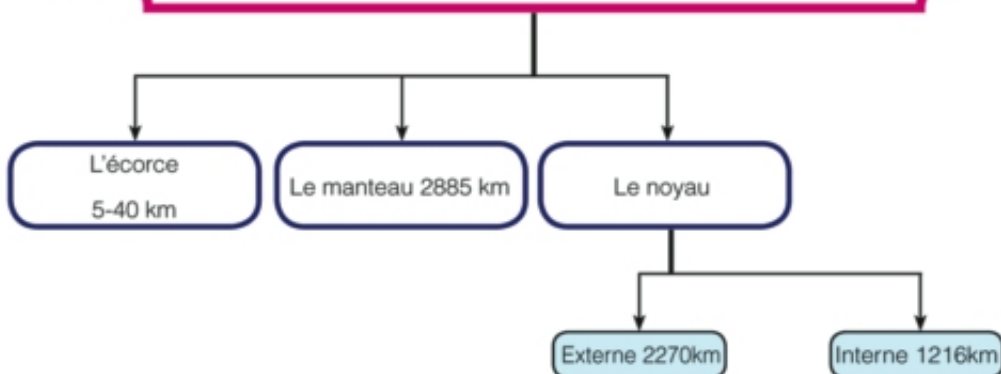 L'écorce
5-40 km
Le manteau 2885 km
Le noyau
Externe 2270km
Interne 1216km